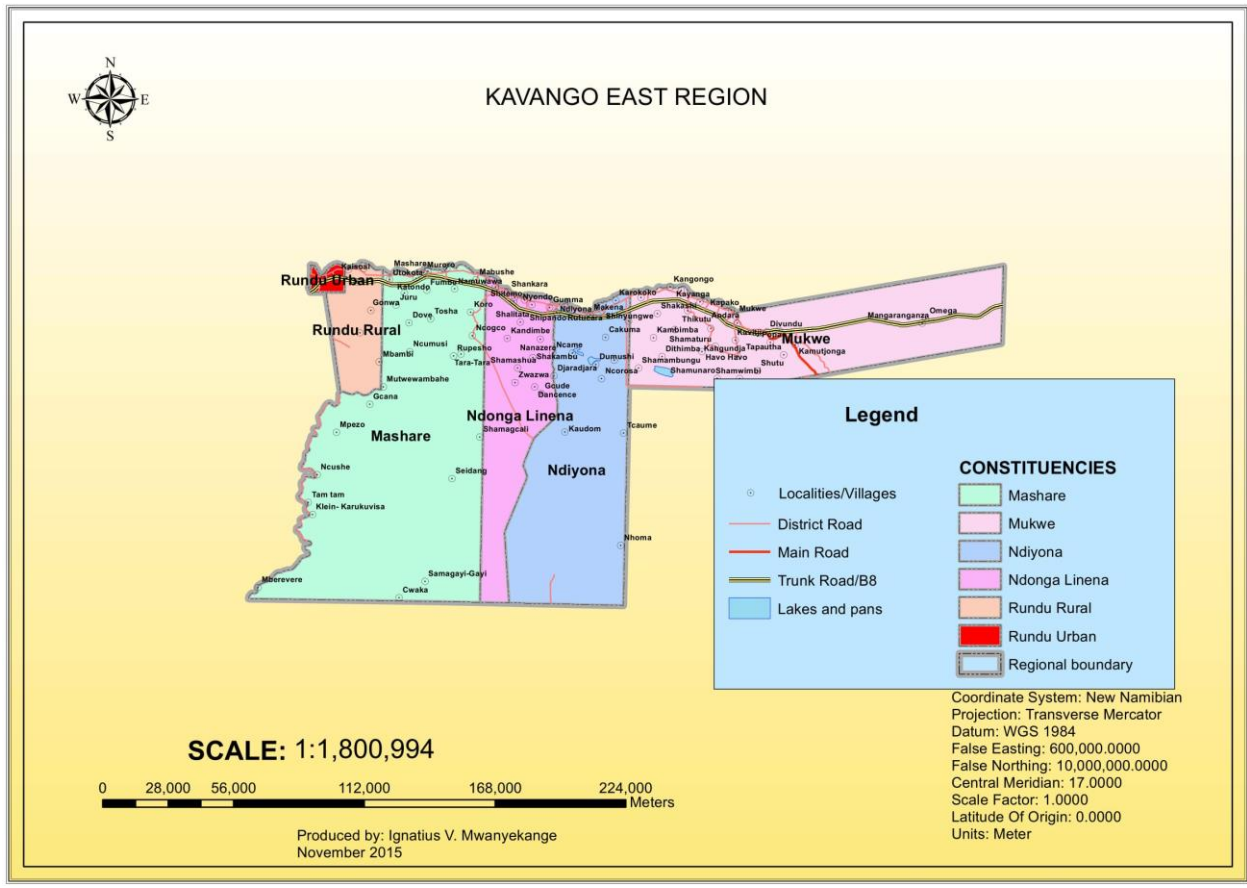 N
W
E
S
KAVANGO EAST REGION
Rundu Urban
Kaisosi
Mashare
Muroro
Utokota
Katondo
Fumbu
Namuwawa
Mabushe
Juru
Shankara
Shitemo
Nyondo
Gumma
Ndiyona
Makena
Karokoko
Kangongo
Kayanga
Kapako
Mukwe
Gonwa
Dove
Tosha
Koro
Shalitata
Shipando
Rutucara
Shinyungwe
Shakashi
Thikutu
Andara
Divundu
Mangaranganza
Omega
Rundu Rural
Ncogco
Kandimbe
Cakuma
Kambimba
Mukwe
Ncumusi
Rupesho
Nanazere
Ncame
Shamaturu
Kangundja
Tapautha
Kamutjonga
Mbambi
Tara-Tara
Shamashua
Shakambu
Dumushi
Dithimba
Havo Havo
Shutu
Shamambungu
Zwazwa
Djaradjara
Ncorosa
Shamunaro
Shamwimbi
Mutwewambahe
Goude
Dancence
Gcana
Ndonga Linena
Mpezo
Mashare
Shamagcali
Kaudom
Tcaume
Ncushe
Seidang
Ndiyona
Tam tam
Klein- Karukuvisa
Nhoma
Mberevere
Samagayi-Gayi
Cwaka
Legend
Localities/Villages
District Road
Main Road
Trunk Road/B8
Lakes and pans
CONSTITUENCIES
Mashare
Mukwe
Ndiyona
Ndonga Linena
Rundu Rural
Rundu Urban
Regional boundary
Coordinate System: New Namibian
Projection: Transverse Mercator
Datum: WGS 1984
False Easting: 600,000.0000
False Northing: 10,000,000.0000
Central Meridian: 17.0000
Scale Factor: 1.0000
Latitude Of Origin: 0.0000
Units: Meter
SCALE: 1:1,800,994
0 28,000 56,000 112,000 168,000 224,000
Meters
Produced by: Ignatius V. Mwanyekange
November 2015